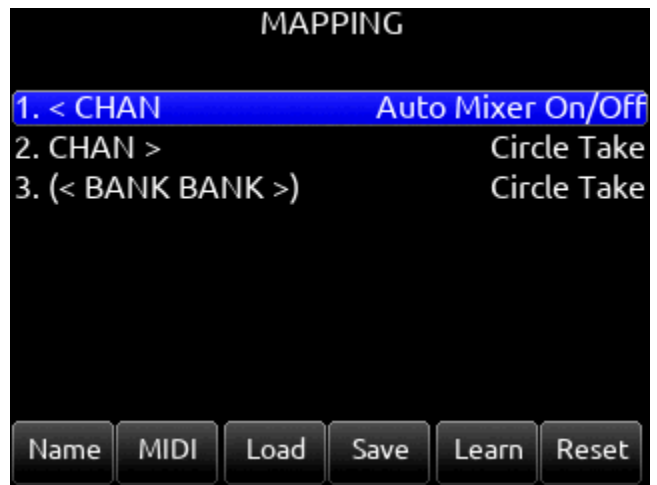 MAPPING
1. < CHAN Auto Mixer On/Off
2. CHAN > Circle Take
3. (< BANK BANK >) Circle Take
Name MIDI Load Save Learn Reset